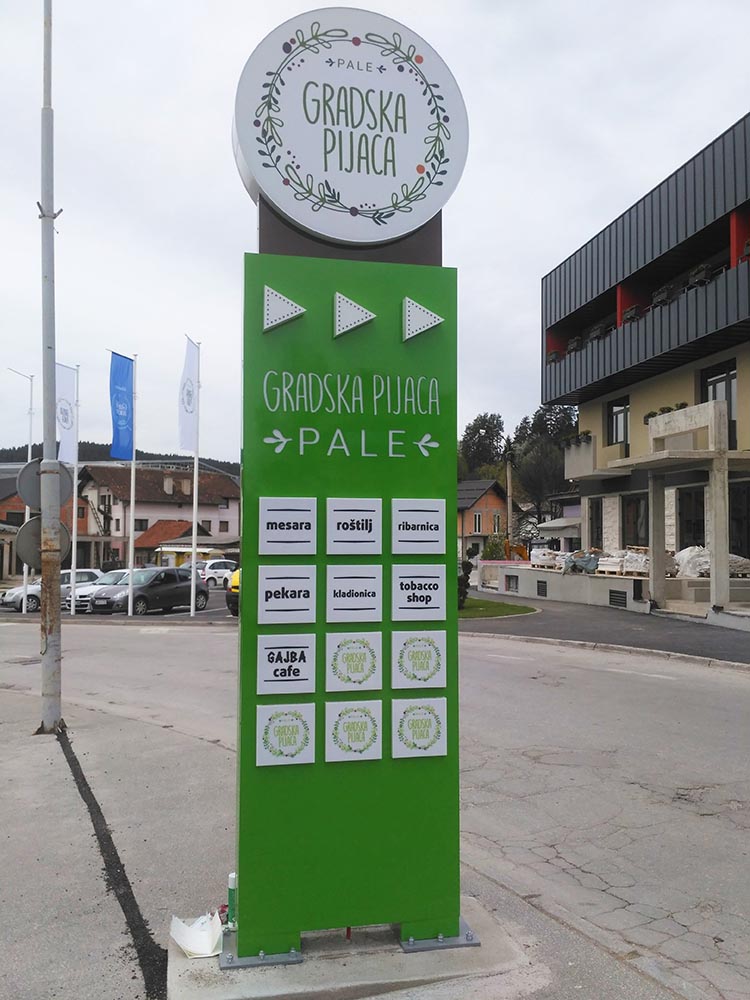 PALE
GRADSKA
PIJACA
GRADSKA PIJACA
PALE
mesara
roštilj
ribarnica
pekara
kladionica
tobacco
shop
GAJBA
cafe
GRADSKA
PIJACA
GRADSKA
PIJACA
GRADSKA
PIJACA
GRADSKA
PIJACA
GRADSKA
PIJACA